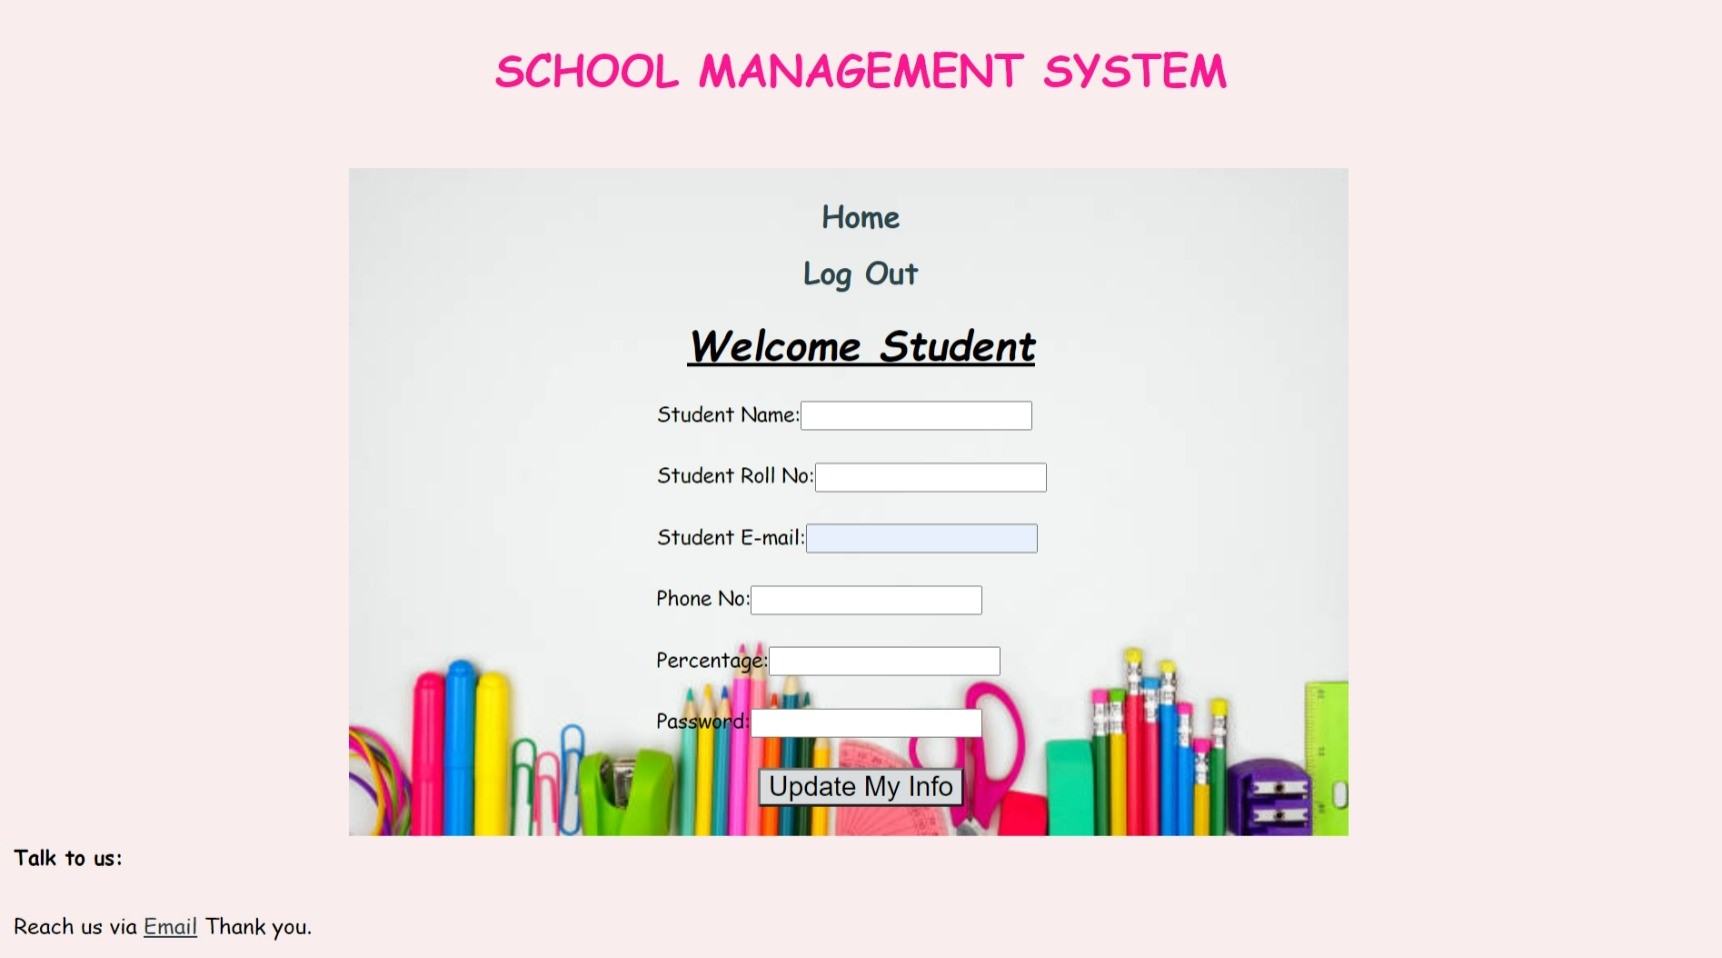 SCHOOL MANAGEMENT SYSTEM
Home
Log Out
Welcome Student
Student Name:
Student Roll No:
Student E-mail:
Phone No:
Percentage:
Password:
Update My Info
Talk to us:
Reach us via Email Thank you.